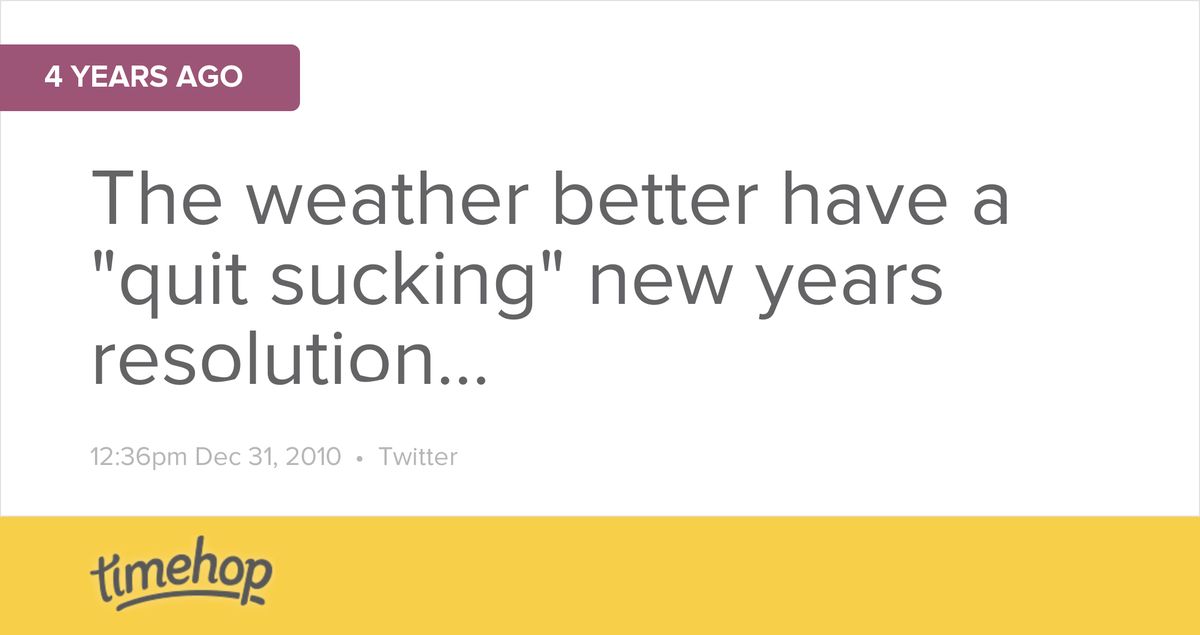 4 YEARS AGO
The weather better have a
"quit sucking" new years
resolution...
12:36pm Dec 31, 2010 • Twitter
timehop